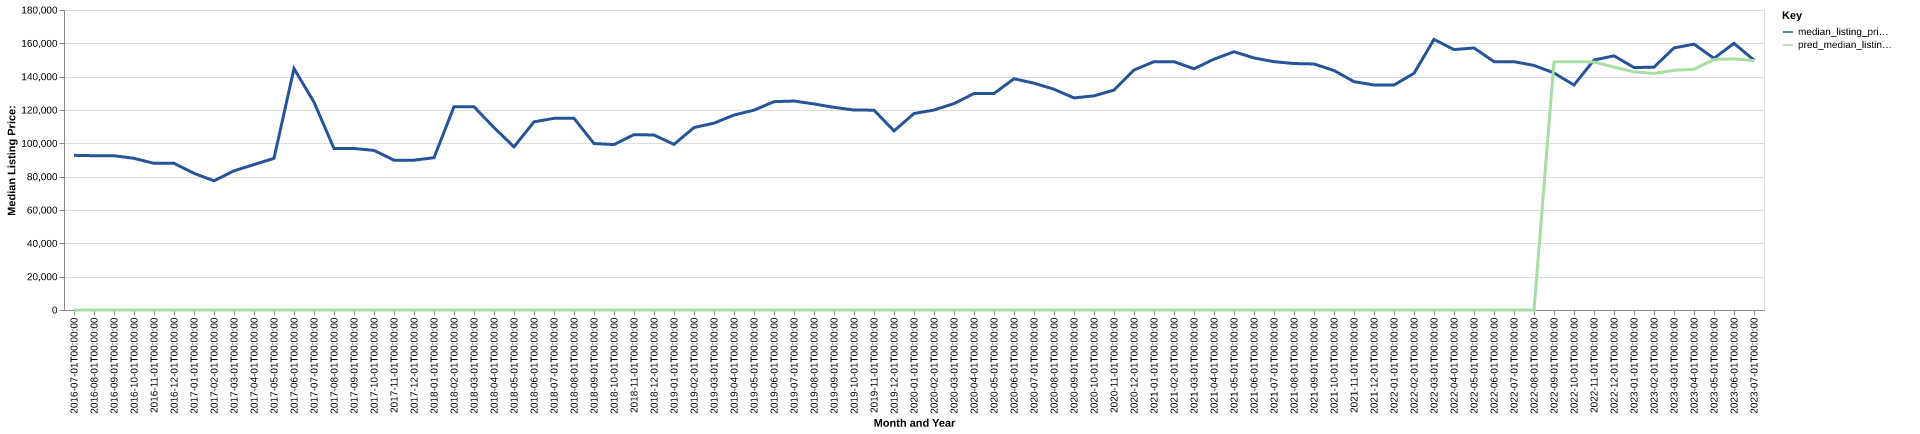 180,000
160,000
140,000
120,000
100,000
80,000
60,000
40,000
20,000
0
Median Listing Price:
2016-07-01T00:00:00
2016-08-01T00:00:00
2016-09-01T00:00:00
2016-10-01T00:00:00
2016-11-01T00:00:00
2016-12-01T00:00:00
2017-01-01T00:00:00
2017-02-01T00:00:00
2017-03-01T00:00:00
2017-04-01T00:00:00
2017-05-01T00:00:00
2017-06-01T00:00:00
2017-07-01T00:00:00
2017-08-01T00:00:00
2017-09-01T00:00:00
2017-10-01T00:00:00
2017-11-01T00:00:00
2017-12-01T00:00:00
2018-01-01T00:00:00
2018-02-01T00:00:00
2018-03-01T00:00:00
2018-04-01T00:00:00
2018-05-01T00:00:00
2018-06-01T00:00:00
2018-07-01T00:00:00
2018-08-01T00:00:00
2018-09-01T00:00:00
2018-10-01T00:00:00
2018-11-01T00:00:00
2018-12-01T00:00:00
2019-01-01T00:00:00
2019-02-01T00:00:00
2019-03-01T00:00:00
2019-04-01T00:00:00
2019-05-01T00:00:00
2019-06-01T00:00:00
2019-07-01T00:00:00
2019-08-01T00:00:00
2019-09-01T00:00:00
2019-10-01T00:00:00
2019-11-01T00:00:00
2019-12-01T00:00:00
2020-01-01T00:00:00
2020-02-01T00:00:00
2020-03-01T00:00:00
2020-04-01T00:00:00
2020-05-01T00:00:00
2020-06-01T00:00:00
2020-07-01T00:00:00
2020-08-01T00:00:00
2020-09-01T00:00:00
2020-10-01T00:00:00
2020-11-01T00:00:00
2020-12-01T00:00:00
2021-01-01T00:00:00
2021-02-01T00:00:00
2021-03-01T00:00:00
2021-04-01T00:00:00
2021-05-01T00:00:00
2021-06-01T00:00:00
2021-07-01T00:00:00
2021-08-01T00:00:00
2021-09-01T00:00:00
2021-10-01T00:00:00
2021-11-01T00:00:00
2021-12-01T00:00:00
2022-01-01T00:00:00
2022-02-01T00:00:00
2022-03-01T00:00:00
2022-04-01T00:00:00
2022-05-01T00:00:00
2022-06-01T00:00:00
2022-07-01T00:00:00
2022-08-01T00:00:00
2022-09-01T00:00:00
2022-10-01T00:00:00
2022-11-01T00:00:00
2022-12-01T00:00:00
2023-01-01T00:00:00
2023-02-01T00:00:00
2023-03-01T00:00:00
2023-04-01T00:00:00
2023-05-01T00:00:00
2023-06-01T00:00:00
2023-07-01T00:00:00
Month and Year
Key
median_listing_pri...
pred_median_listin...